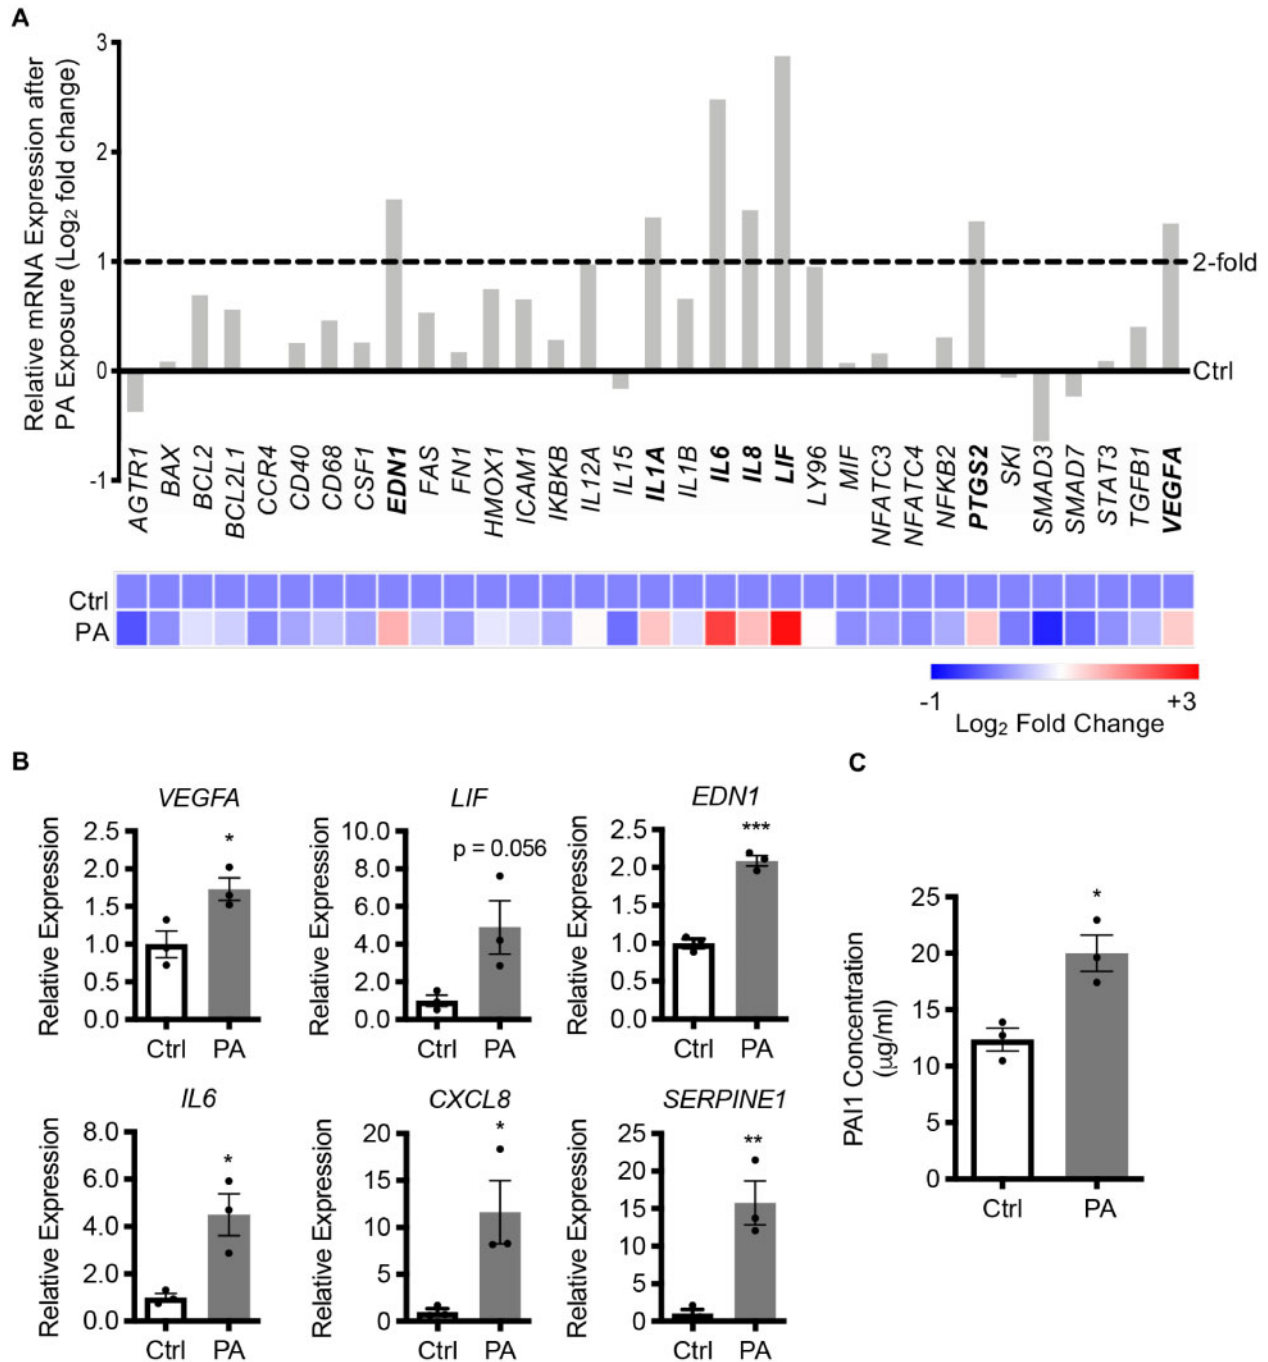 A
Relative mRNA Expression after
PA Exposure (Log2 fold change)
3
2
1
0
-1
2-fold
Ctrl
AGTR1
BAX
BCL2
BCL2L1
CCR4
CD40
CD68
CSF1
EDN1
FAS
FN1
HMOX1
ICAM1
IKBKB
IL12A
IL15
IL1A
IL1B
IL6
IL8
LIF
LY96
MIF
NFATC3
NFATC4
NFKB2
PTGS2
SKI
SMAD3
SMAD7
STAT3
TGFB1
VEGFA
Ctrl
PA
-1 +3
Log2 Fold Change
B
VEGFA
Relative Expression
2.5
2.0
1.5
1.0
0.5
0.0
*
Ctrl PA
LIF
Relative Expression
10.0
8.0
6.0
4.0
2.0
0.0
p = 0.056
Ctrl PA
EDN1
Relative Expression
2.5
2.0
1.5
1.0
0.5
0.0
***
Ctrl PA
IL6
Relative Expression
8.0
6.0
4.0
2.0
0.0
*
Ctrl PA
CXCL8
Relative Expression
20
15
10
5
0
*
Ctrl PA
SERPINE1
Relative Expression
25
20
15
10
5
0
**
Ctrl PA
C
PAI1 Concentration
(µg/ml)
25
20
15
10
5
0
*
Ctrl PA